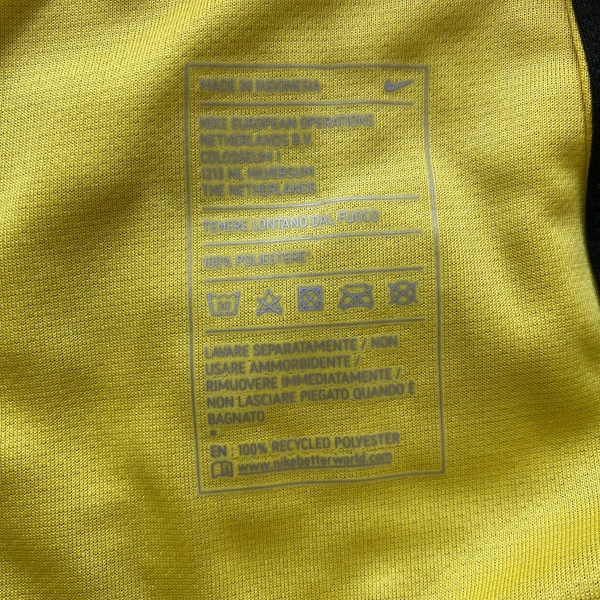 MADE IN INDONESIA
NIKE EUROPEAN OPERATIONS
NETHERLANDS B.V.
COLOSSEUM 1
1213 NL HILVERSUM
THE NETHERLANDS
TENERE LONTANO DAL FUOCO
100% POLIESTERE*
LAVARE SEPARATAMENTE / NON
USARE AMMORBIDENTE /
RIMUOVERE IMMEDIATAMENTE /
NON LASCIARE PIEGATO QUANDO È
BAGNATO
*
EN : 100% RECYCLED POLYESTER
www.nikebetterworld.com